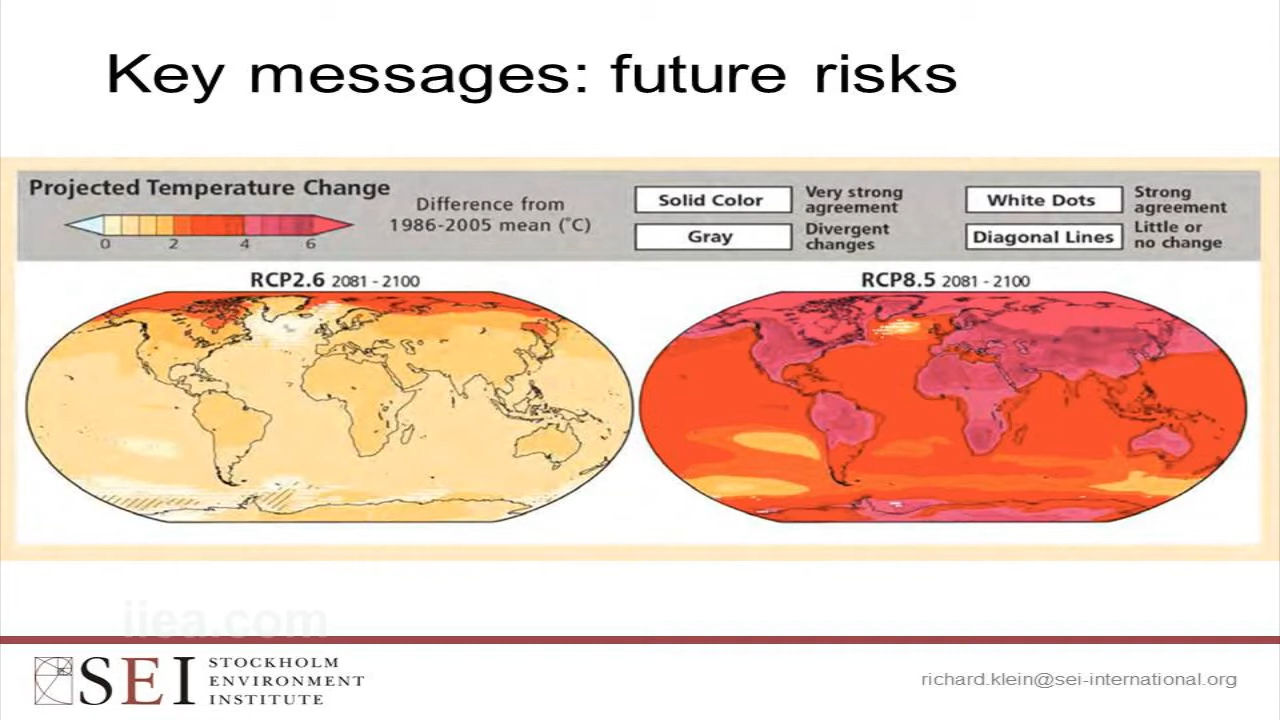 Key messages: future risks
Projected Temperature Change
Difference from
1986-2005 mean (˚C)
0 2 4 6
Solid Color
Very strong
agreement
White Dots
Strong
agreement
Gray
Divergent
changes
Diagonal Lines
Little or
no change
RCP2.6 2081 - 2100
RCP8.5 2081 - 2100
iiea.com
SEI
STOCKHOLM
ENVIRONMENT
INSTITUTE
richard.klein@sei-international.org